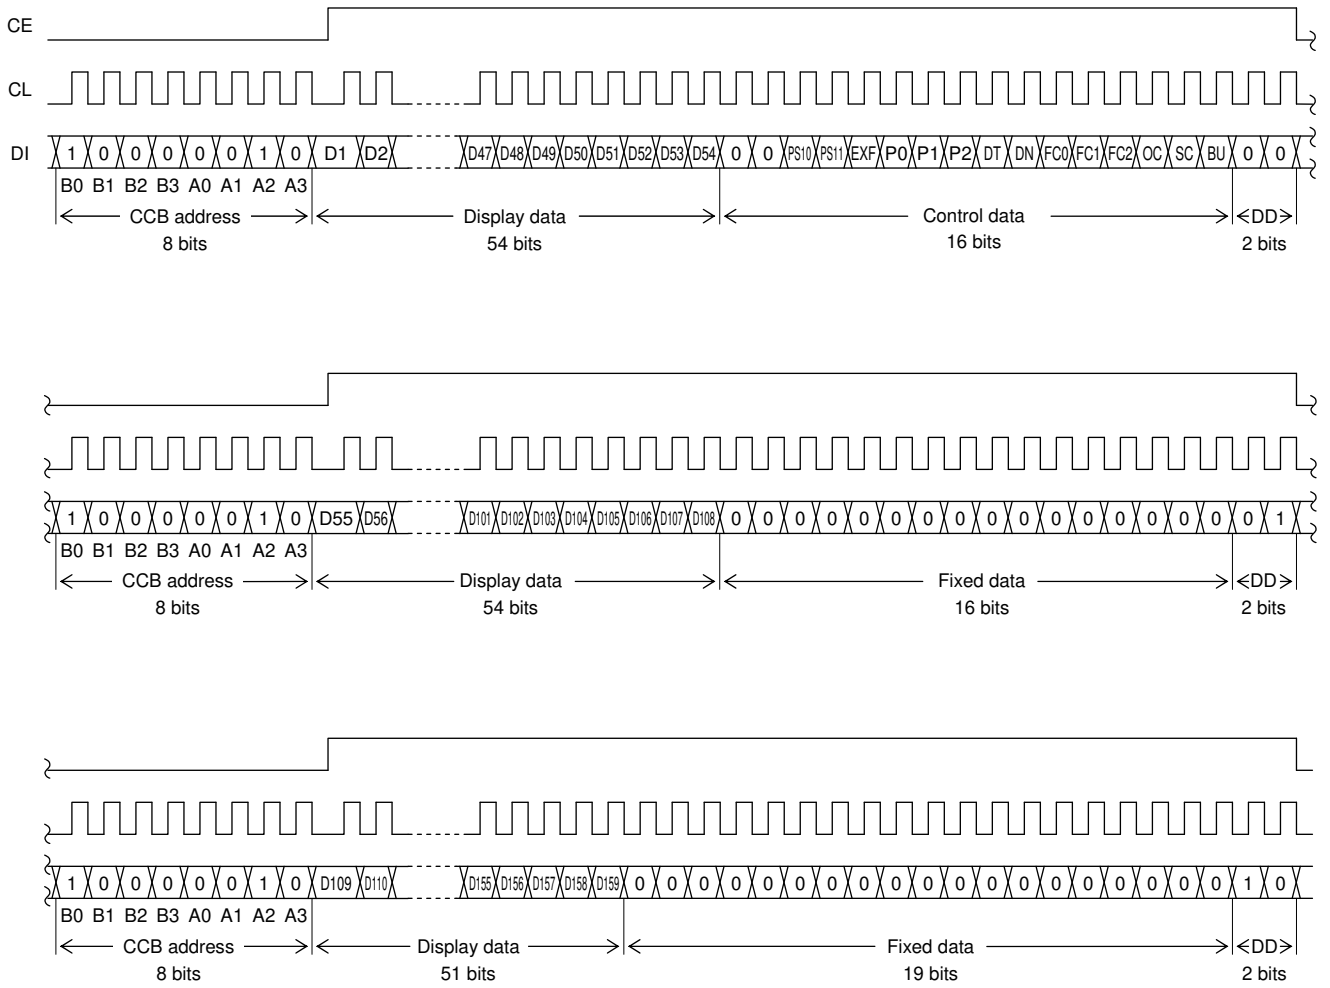 CE
CL
DI 1 0 0 0 0 0 1 0 D1 D2 D47 D48 D49 D50 D51 D52 D53 D54 0 0 PS10 PS11 EXF P0 P1 P2 DT DN FC0 FC1 FC2 OC SC BU 0 0
B0 B1 B2 B3 A0 A1 A2 A3
CCB address Display data Control data DD
8 bits 54 bits 16 bits 2 bits
1 0 0 0 0 0 1 0 D55 D56 D101 D102 D103 D104 D105 D106 D107 D108 0 0 0 0 0 0 0 0 0 0 0 0 0 0 0 0 0 1
B0 B1 B2 B3 A0 A1 A2 A3
CCB address Display data Fixed data DD
8 bits 54 bits 16 bits 2 bits
1 0 0 0 0 0 1 0 D109 D110 D155 D156 D157 D158 D159 0 0 0 0 0 0 0 0 0 0 0 0 0 0 0 0 0 0 0 1 0
B0 B1 B2 B3 A0 A1 A2 A3
CCB address Display data Fixed data DD
8 bits 51 bits 19 bits 2 bits